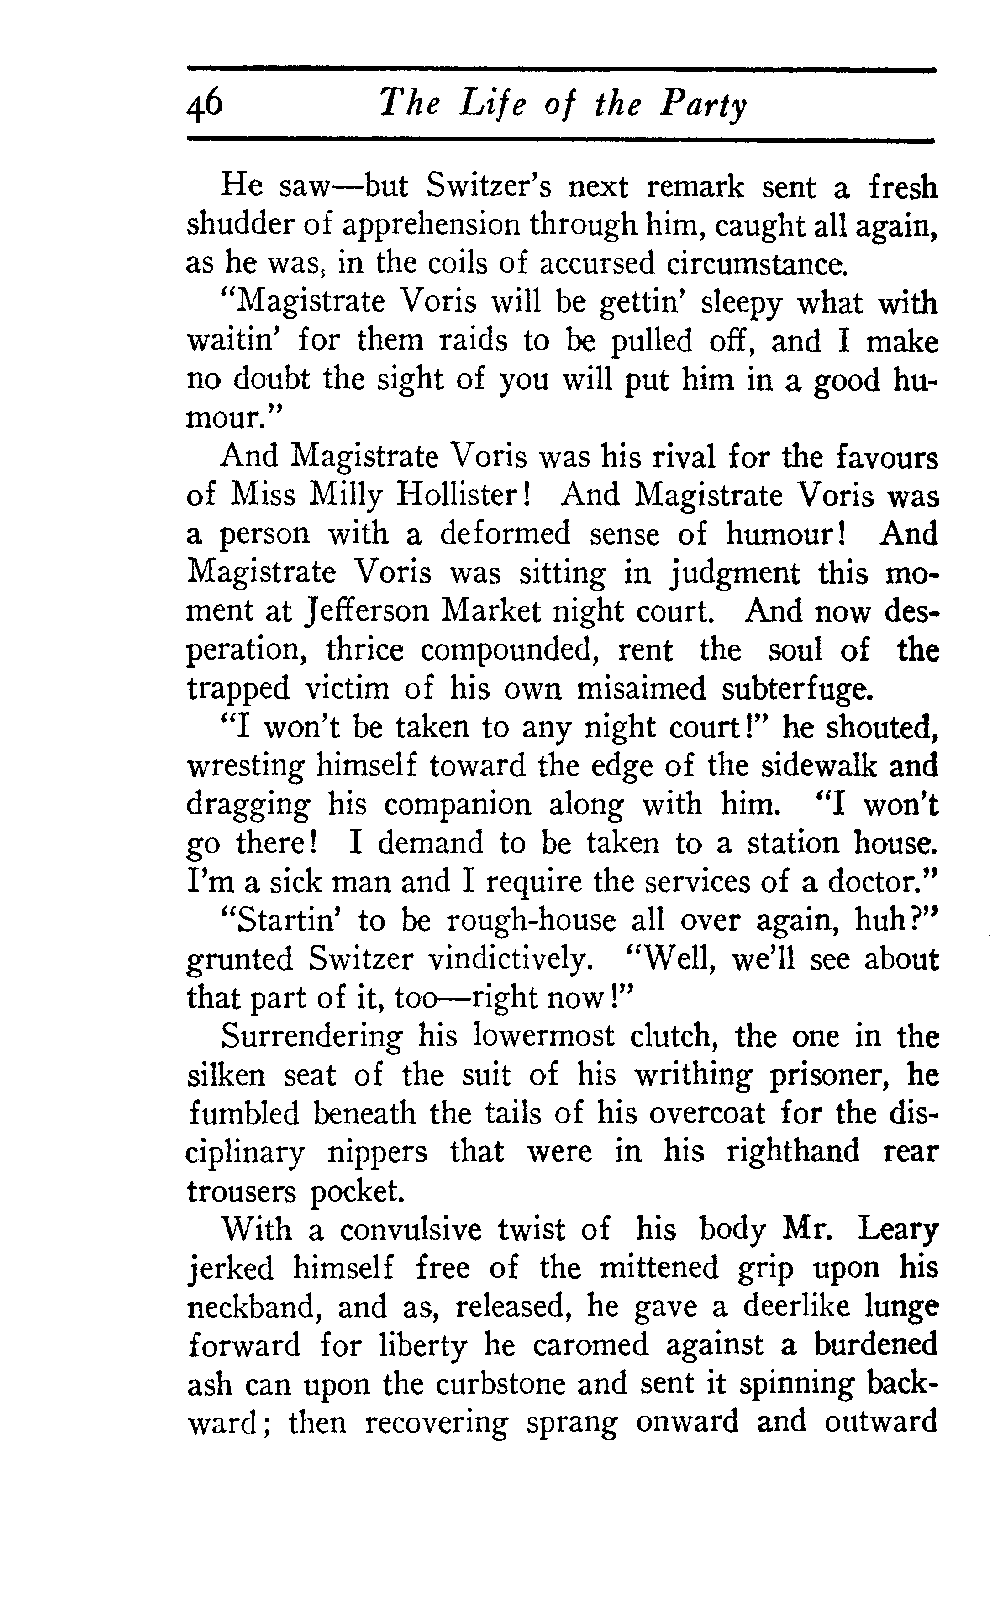 46 The Life of the Party
He saw—but Switzer's next remark sent a fresh
shudder of apprehension through him, caught all again,
as he was, in the coils of accursed circumstance.
"Magistrate Voris will be gettin' sleepy what with
waitin' for them raids to be pulled off, and I make
no doubt the sight of you will put him in a good hu-
mour."
And Magistrate Voris was his rival for the favours
of Miss Milly Hollister! And Magistrate Voris was
a person with a deformed sense of humour! And
Magistrate Voris was sitting in judgment this mo-
ment at Jefferson Market night court. And now des-
peration, thrice compounded, rent the soul of the
trapped victim of his own misaimed subterfuge.
"I won't be taken to any night court!" he shouted,
wresting himself toward the edge of the sidewalk and
dragging his companion along with him. "I won't
go there! I demand to be taken to a station house.
I'm a sick man and I require the services of a doctor."
"Startin' to be rough-house all over again, huh?"
grunted Switzer vindictively. "Well, we'll see about
that part of it, too—right now!"
Surrendering his lowermost clutch, the one in the
silken seat of the suit of his writhing prisoner, he
fumbled beneath the tails of his overcoat for the dis-
ciplinary nippers that were in his righthand rear
trousers pocket.
With a convulsive twist of his body Mr. Leary
jerked himself free of the mittened grip upon his
neckband, and as, released, he gave a deerlike lunge
forward for liberty he caromed against a burdened
ash can upon the curbstone and sent it spinning back-
ward; then recovering sprang onward and outward